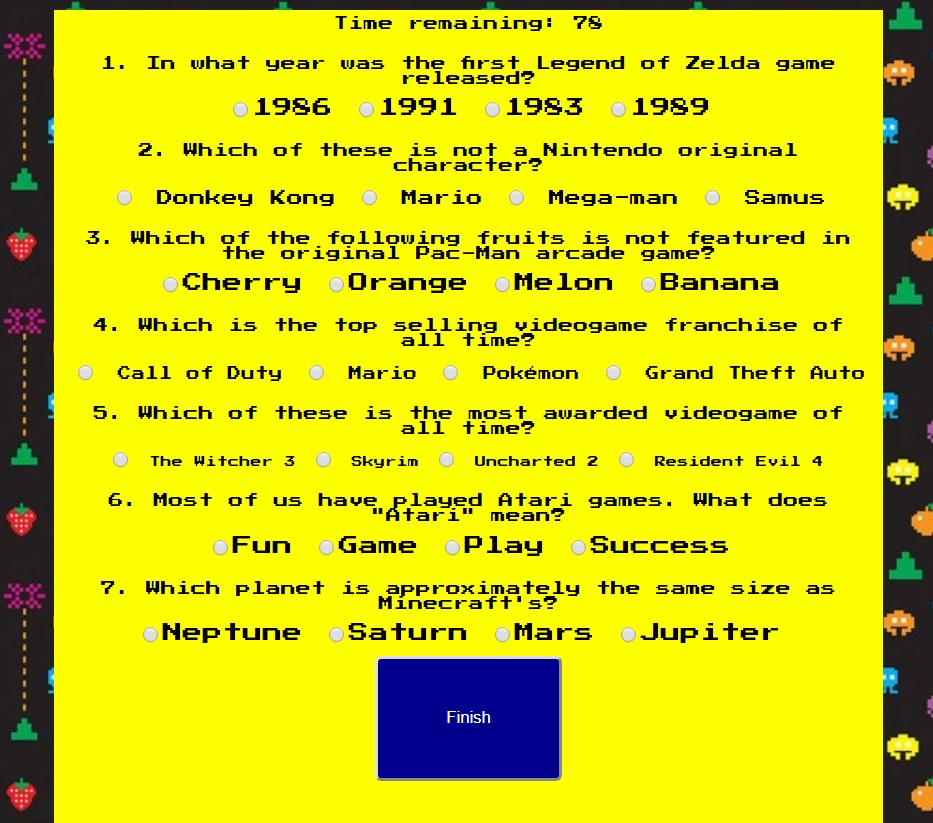 Time remaining: 78
1. In what year was the first Legend of Zelda game
released?
1986 1991 1983 1989
2. Which of these is not a Nintendo original
character?
Donkey Kong Mario Mega-man Samus
3. Which of the following fruits is not featured in
the original Pac-Man arcade game?
Cherry Orange Melon Banana
4. Which is the top selling videogame franchise of
all time?
Call of Duty Mario Pokémon Grand Theft Auto
5. Which of these is the most awarded videogame of
all time?
The Witcher 3 Skyrim Uncharted 2 Resident Evil 4
6. Most of us have played Atari games. What does
"Atari" mean?
Fun Game Play Success
7. Which planet is approximately the same size as
Minecraft's?
Neptune Saturn Mars Jupiter
Finish